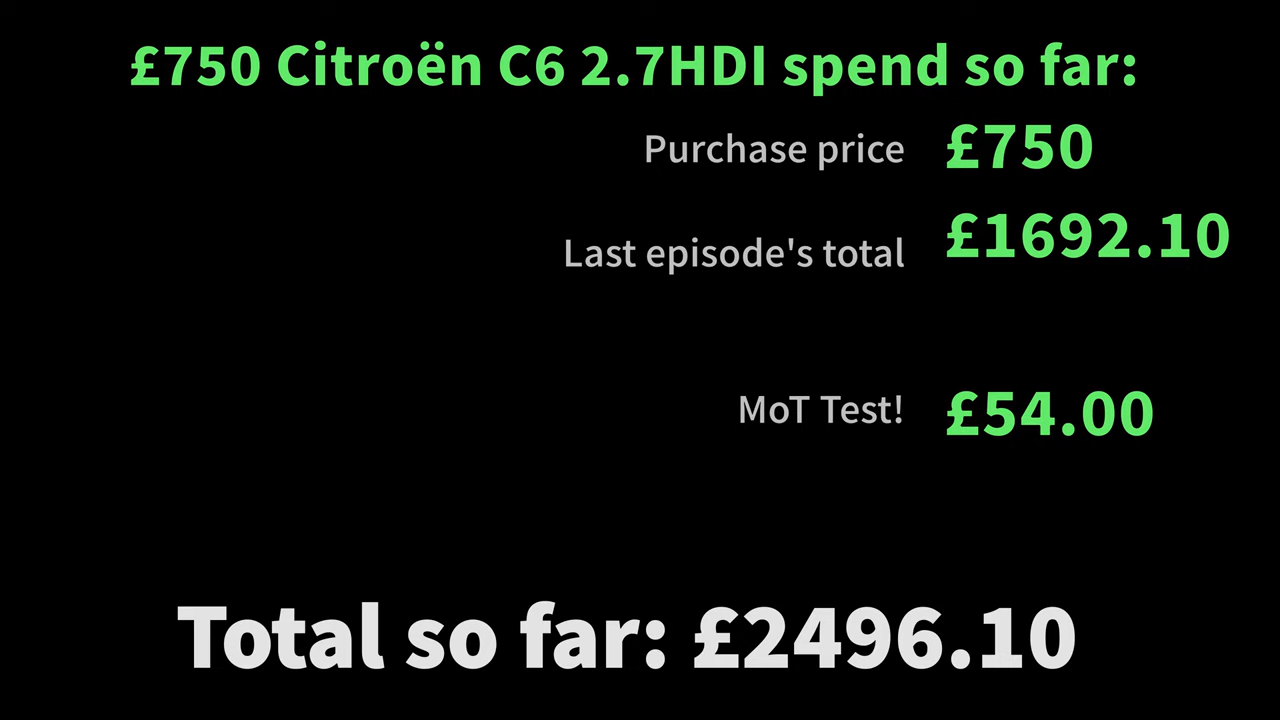 £750 Citroën C6 2.7HDI spend so far:
Purchase price £750
Last episode's total £1692.10
MoT Test! £54.00
Total so far: £2496.10